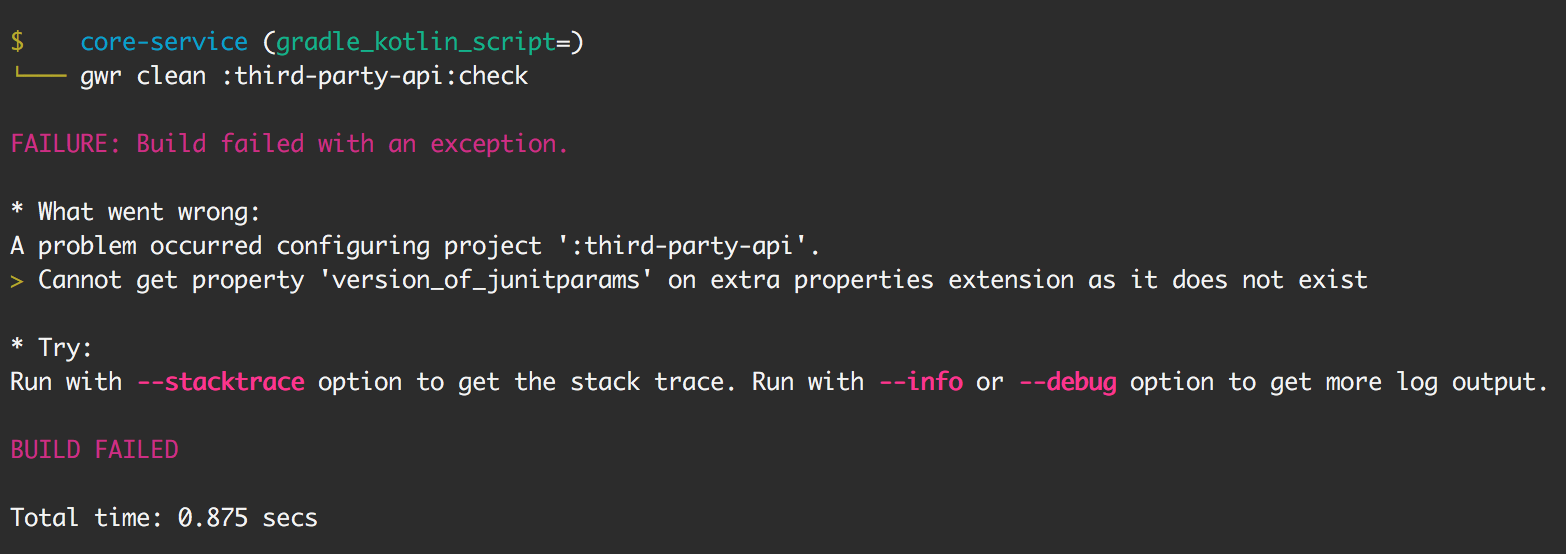 $    core-service (gradle_kotlin_script=)
└── gwr clean :third-party-api:check
FAILURE: Build failed with an exception.
* What went wrong:
A problem occurred configuring project ':third-party-api'.
> Cannot get property 'version_of_junitparams' on extra properties extension as it does not exist
* Try:
Run with --stacktrace option to get the stack trace. Run with --info or --debug option to get more log output.
BUILD FAILED
Total time: 0.875 secs